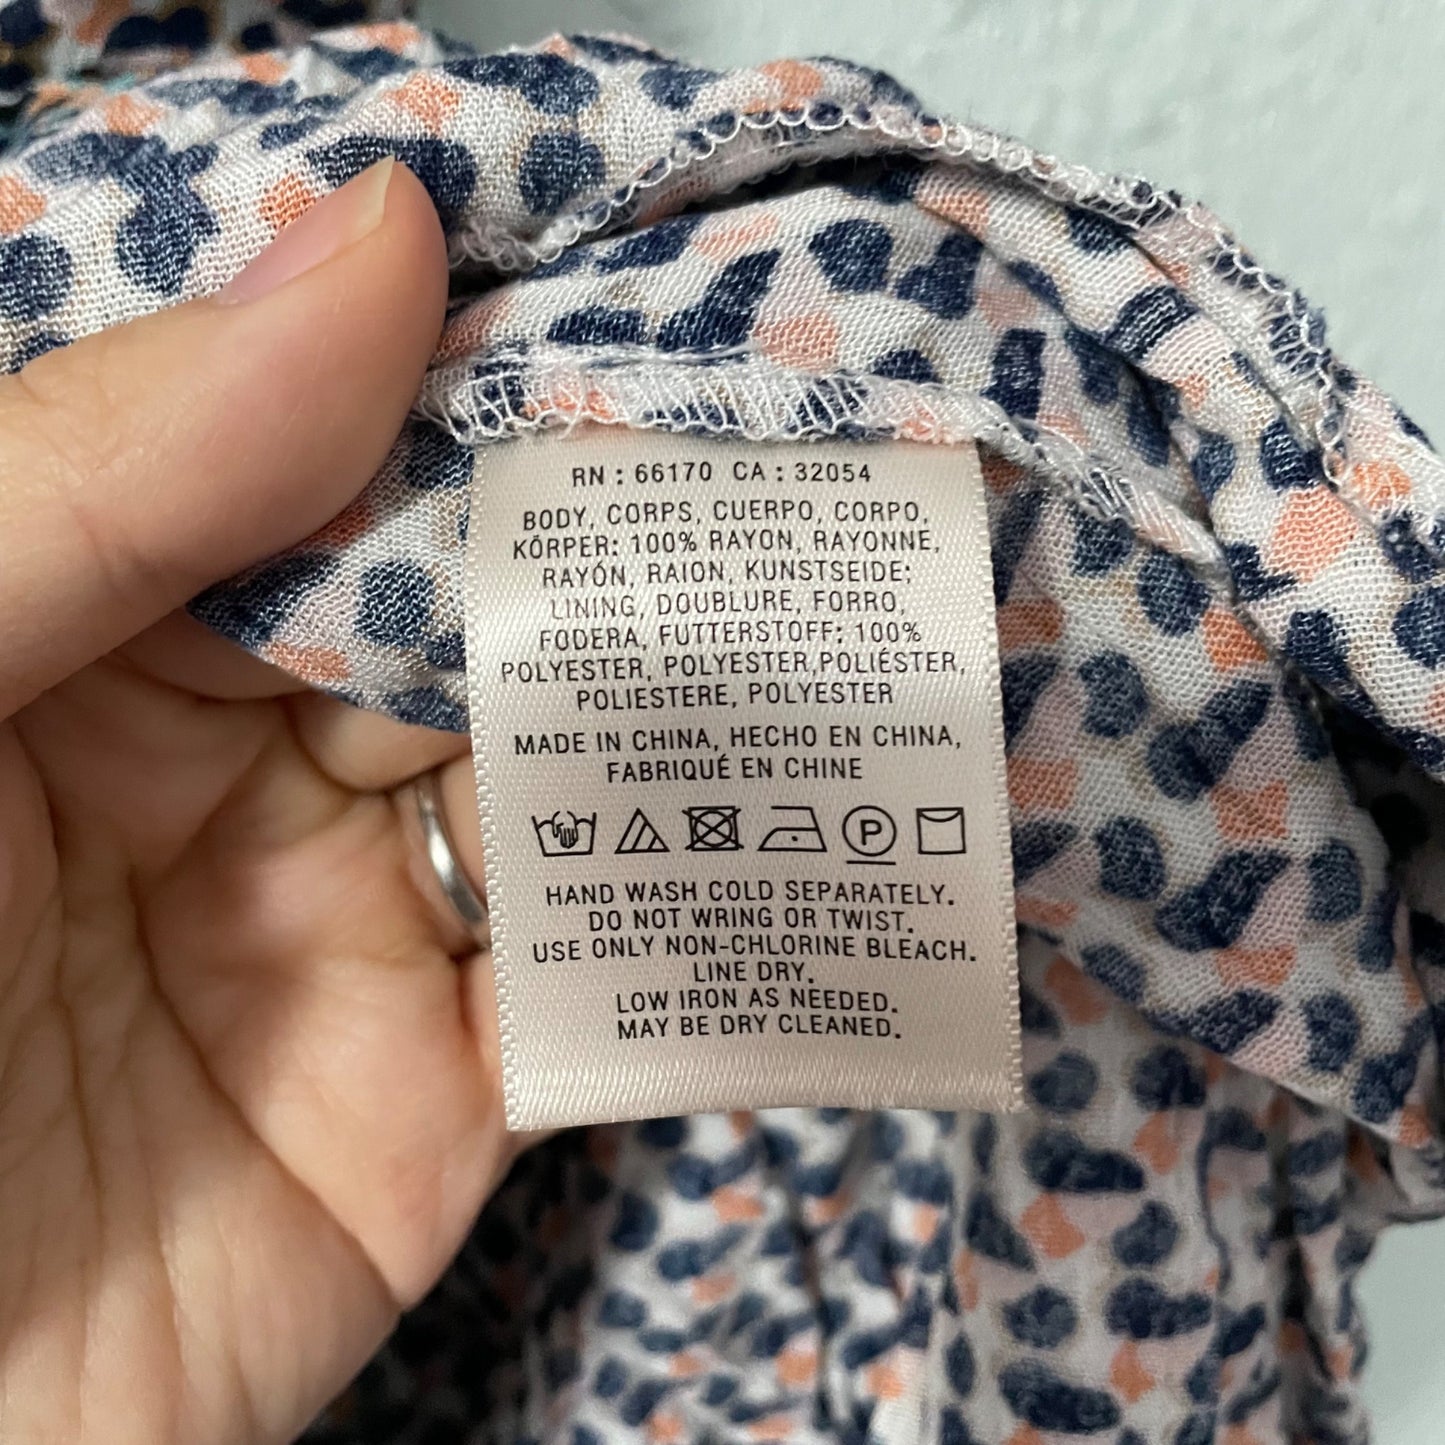 RN : 66170 CA : 32054
BODY, CORPS, CUERPO, CORPO,
KÖRPER: 100% RAYON, RAYONNE,
RAYÓN, RAION, KUNSTSEIDE;
LINING, DOUBLURE, FORRO,
FODERA, FUTTERSTOFF: 100%
POLYESTER, POLYESTER,POLIÉSTER,
POLIESTERE, POLYESTER
MADE IN CHINA, HECHO EN CHINA,
FABRIQUÉ EN CHINE
P
HAND WASH COLD SEPARATELY.
DO NOT WRING OR TWIST.
USE ONLY NON-CHLORINE BLEACH.
LINE DRY.
LOW IRON AS NEEDED.
MAY BE DRY CLEANED.